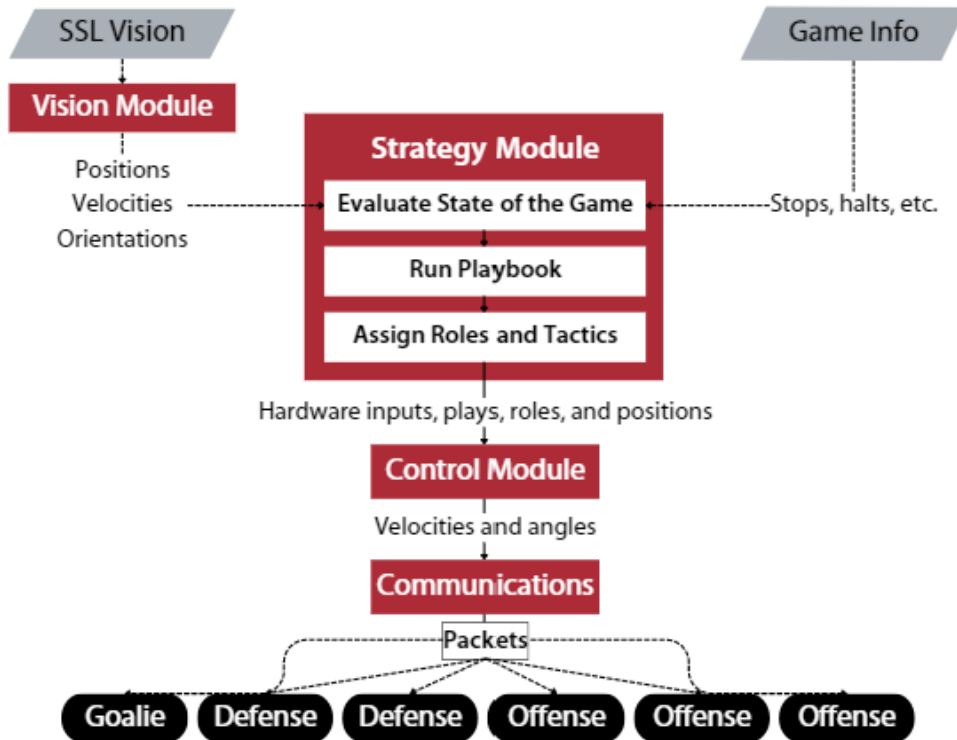 SSL Vision
Game Info
Vision Module
Strategy Module
Positions
Velocities
Orientations
Evaluate State of the Game
Stops, halts, etc.
Run Playbook
Assign Roles and Tactics
Hardware inputs, plays, roles, and positions
Control Module
Velocities and angles
Communications
Packets
Goalie
Defense
Defense
Offense
Offense
Offense